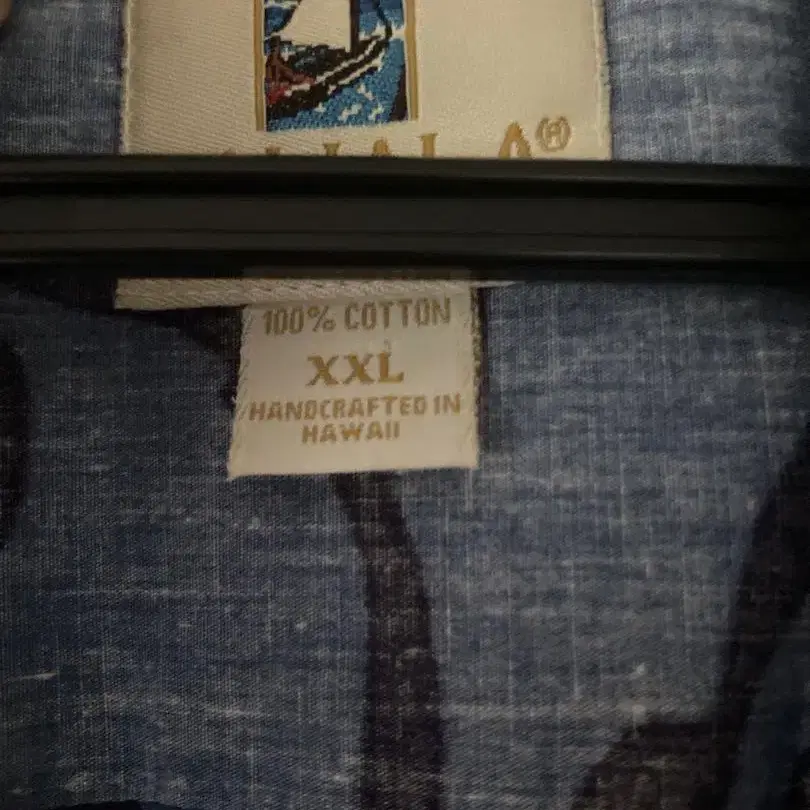 100% COTTON
XXL
HANDCRAFTED IN
HAWAII